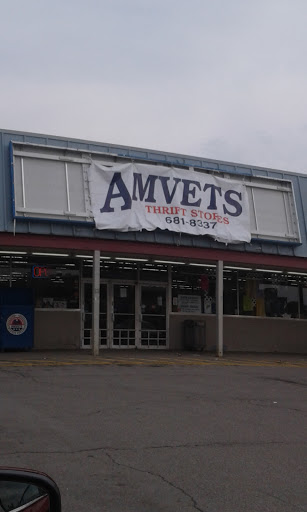 AMVETS
THRIFT STORES
681-8337